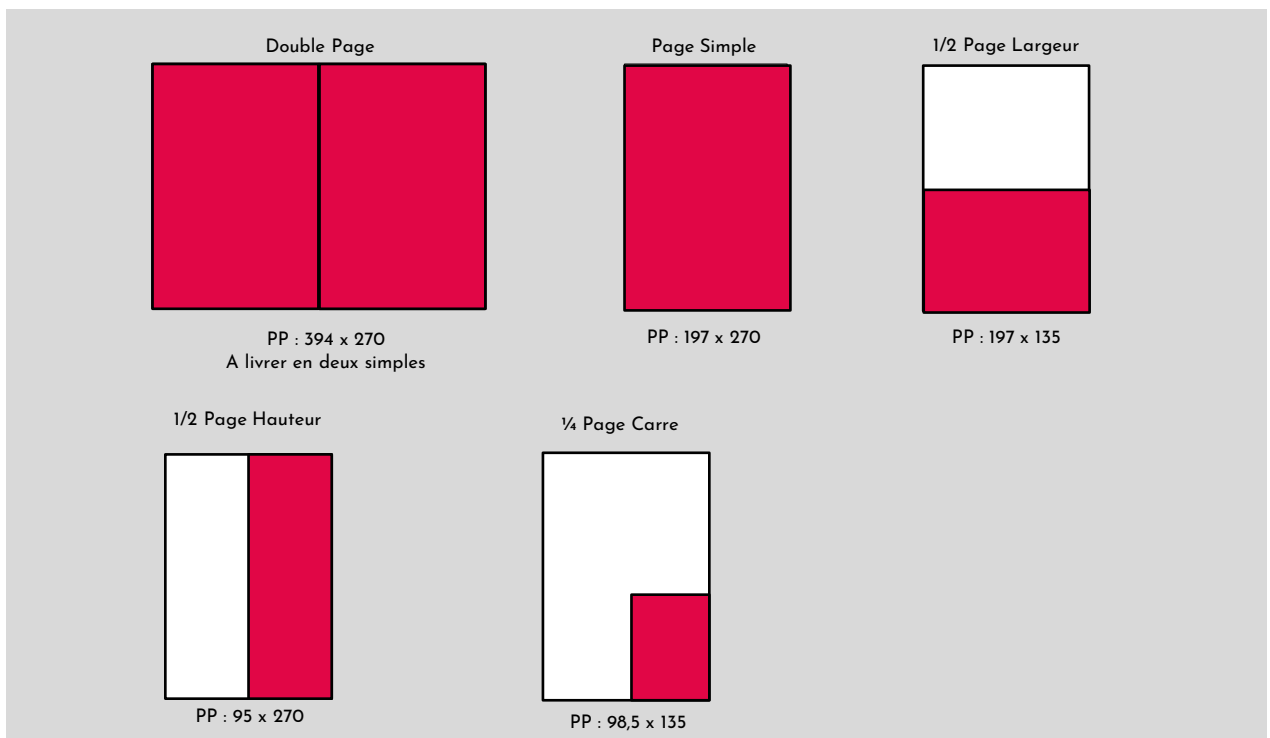 Double Page
Page Simple
1/2 Page Largeur
PP : 394 x 270
A livrer en deux simples
PP : 197 x 270
PP : 197 x 135
1/2 Page Hauteur
¼ Page Carre
PP : 95 x 270
PP : 98,5 x 135